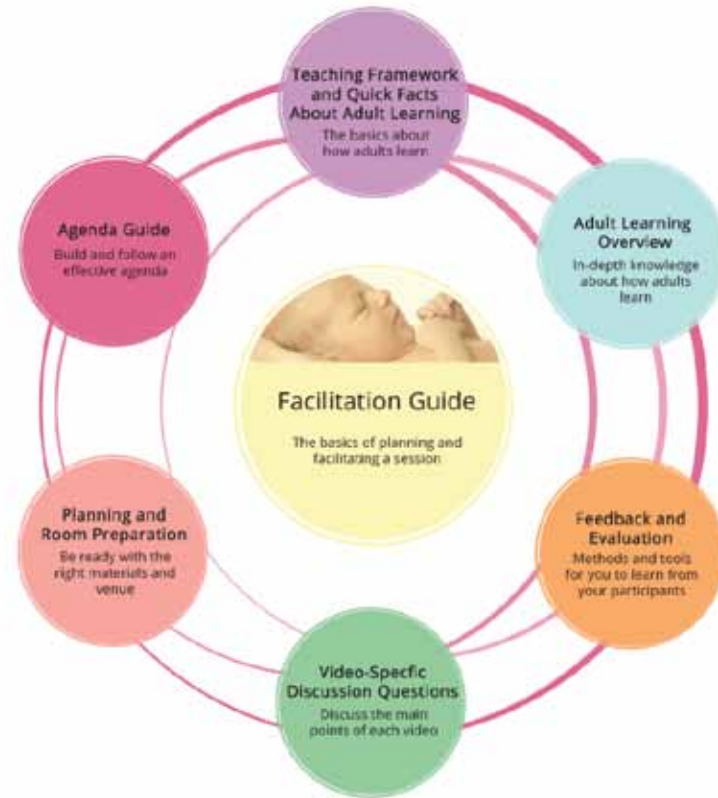 Teaching Framework
and Quick Facts
About Adult Learning
The basics about
how adults learn
Adult Learning
Overview
In-depth knowledge
about how adults
learn
Agenda Guide
Build and follow an
effective agenda
Facilitation Guide
The basics of planning and
facilitating a session
Planning and
Room Preparation
Be ready with the
right materials and
venue
Feedback and
Evaluation
Methods and tools
for you to learn from
your participants
Video-Specfic
Discussion Questions
Discuss the main
points of each video